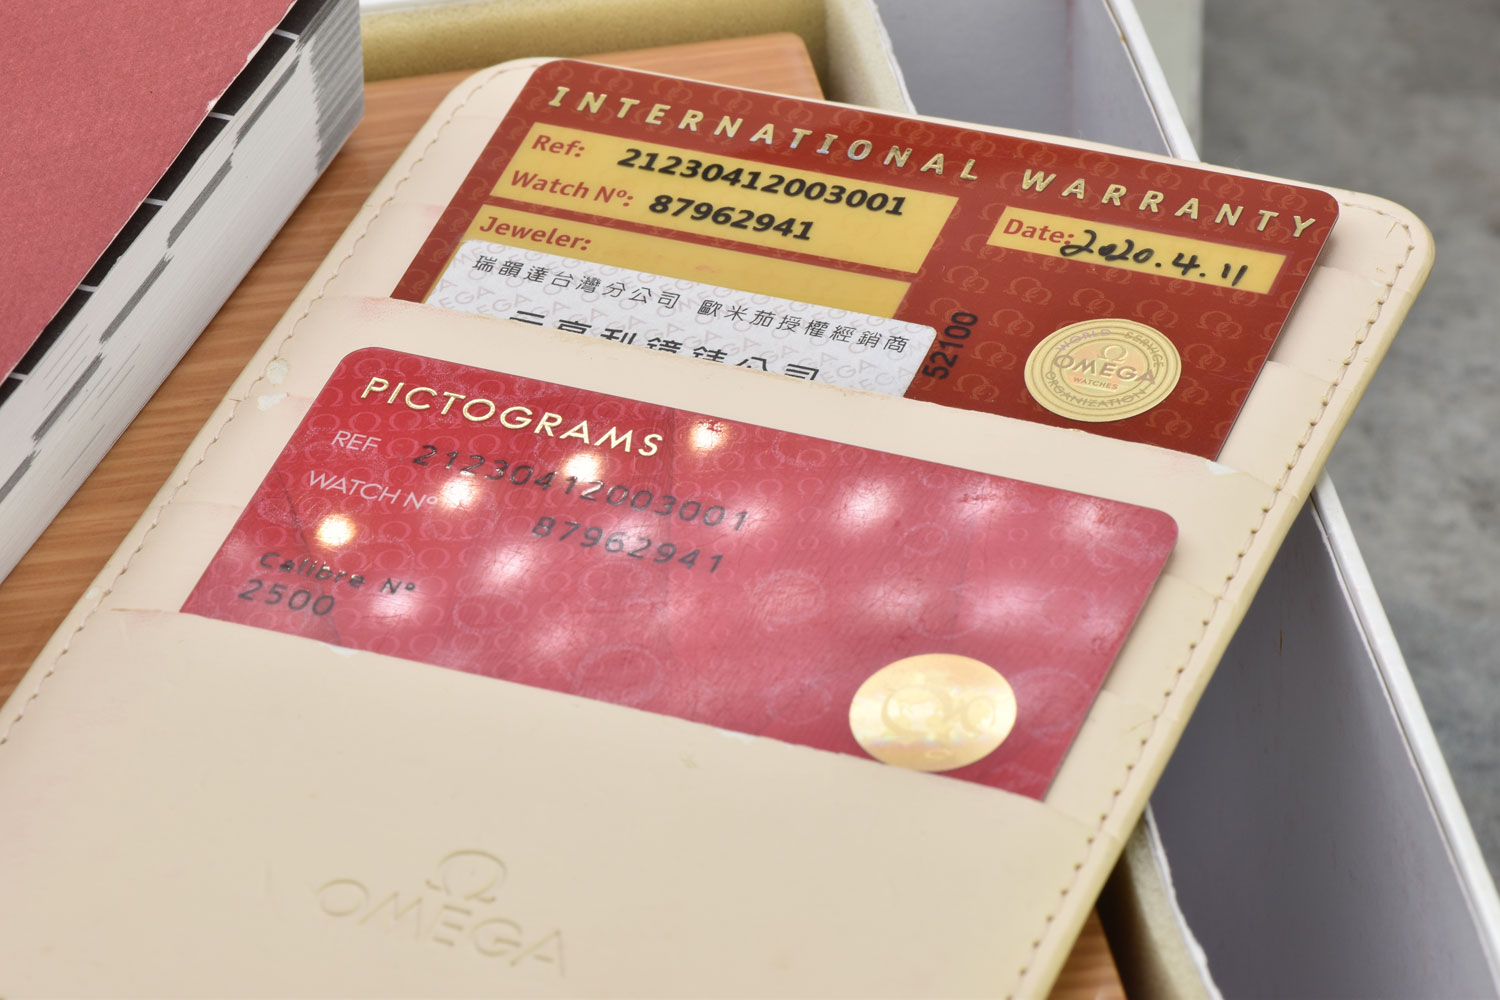 INTERNATIONAL WARRANTY
Ref: 21230412003001
Watch Nº: 87962941
Date: 2020.4.11
Jeweler:
瑞韻達台灣分公司 歐米茄授權經銷商
52100
WORLD SERVICE
OMEGA
WATCHES
ORGANIZATION
PICTOGRAMS
REF 21230412003001
WATCH Nº 87962941
Calibre Nº
2500
OMEGA